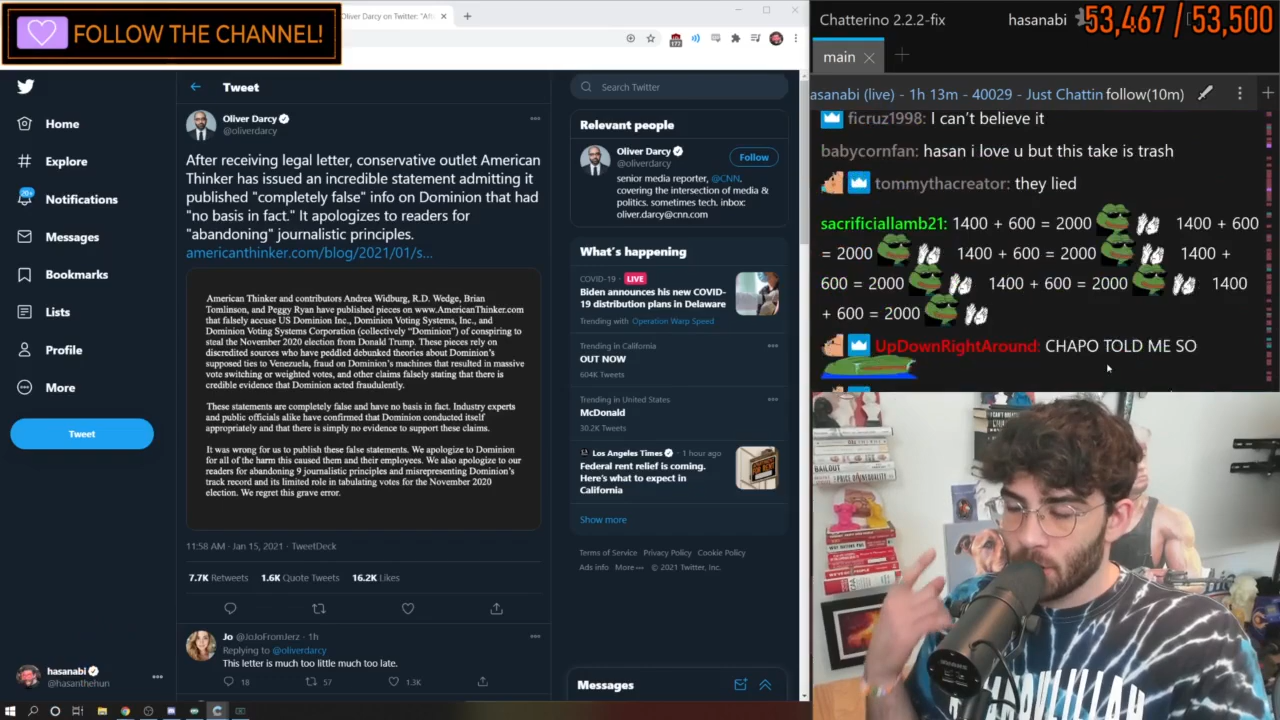 FOLLOW THE CHANNEL!
Oliver Darcy on Twitter: "Aft
177
Tweet
Search Twitter
Home
Explore
20+
Notifications
Messages
Bookmarks
Lists
Profile
More
Tweet
hasanabi
@hasanthehun
Oliver Darcy
@oliverdarcy
After receiving legal letter, conservative outlet American
Thinker has issued an incredible statement admitting it
published "completely false" info on Dominion that had
"no basis in fact." It apologizes to readers for
"abandoning" journalistic principles.
americanthinker.com/blog/2021/01/s...
American Thinker and contributors Andrea Widburg, R.D. Wedge, Brian
Tomlinson, and Peggy Ryan have published pieces on www.AmericanThinker.com
that falsely accuse US Dominion Inc., Dominion Voting Systems, Inc., and
Dominion Voting Systems Corporation (collectively “Dominion”) of conspiring to
steal the November 2020 election from Donald Trump. These pieces rely on
discredited sources who have peddled debunked theories about Dominion’s
supposed ties to Venezuela, fraud on Dominion’s machines that resulted in massive
vote switching or weighted votes, and other claims falsely stating that there is
credible evidence that Dominion acted fraudulently.
These statements are completely false and have no basis in fact. Industry experts
and public officials alike have confirmed that Dominion conducted itself
appropriately and that there is simply no evidence to support these claims.
It was wrong for us to publish these false statements. We apologize to Dominion
for all of the harm this caused them and their employees. We also apologize to our
readers for abandoning 9 journalistic principles and misrepresenting Dominion’s
track record and its limited role in tabulating votes for the November 2020
election. We regret this grave error.
11:58 AM · Jan 15, 2021 · TweetDeck
7.7K Retweets 1.6K Quote Tweets 16.2K Likes
Jo @JoJoFromJerz · 1h
Replying to @oliverdarcy
This letter is much too little much too late.
18 57 1.3K
Relevant people
Oliver Darcy
@oliverdarcy
Follow
senior media reporter, @CNN.
covering the intersection of media &
politics. sometimes tech. inbox:
oliver.darcy@cnn.com
What's happening
COVID-19 · LIVE
Biden announces his new COVID-
19 distribution plans in Delaware
Trending with Operation Warp Speed
Trending in California
OUT NOW
604K Tweets
Trending in United States
McDonald
30.2K Tweets
Los Angeles Times · 1 hour ago
Federal rent relief is coming.
Here's what to expect in
California
Show more
Terms of Service Privacy Policy Cookie Policy
Ads info More··· © 2021 Twitter, Inc.
Messages
Chatterino 2.2.2-fix
hasanabi
53,467 / 53,500
main
asanabi (live) - 1h 13m - 40029 - Just Chattin follow(10m)
ficruz1998: I can't believe it
babycornfan: hasan i love u but this take is trash
tommythacreator: they lied
sacrificiallamb21: 1400 + 600 = 2000 1400 + 600
= 2000 1400 + 600 = 2000 1400 +
600 = 2000 1400 + 600 = 2000 1400
+ 600 = 2000
UpDownRightAround: CHAPO TOLD ME SO
BAILOUT